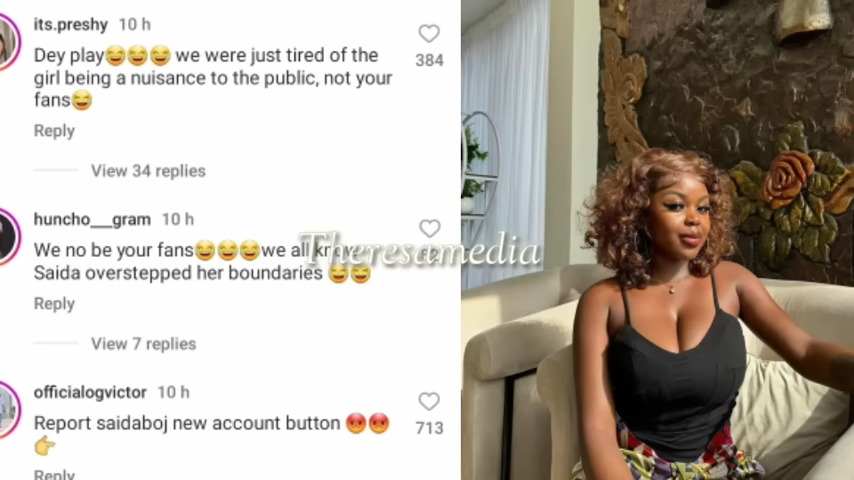 its.preshy 10 h
Dey play😂😂😂 we were just tired of the
girl being a nuisance to the public, not your
fans😂
384
Reply
View 34 replies
huncho___gram 10 h
We no be your fans😂😂😂we all
Saida overstepped her boundaries 😂😂
Reply
View 7 replies
officialogvictor 10 h
Report saidaboj new account button 😡😡
👉
713
Reply
Theresamedia